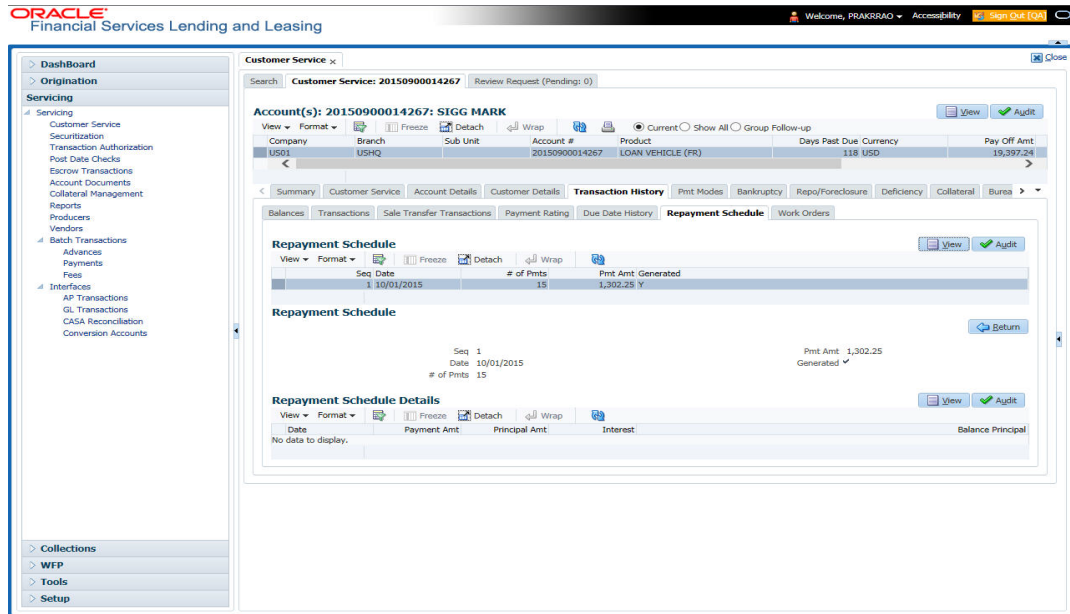 ORACLE
Financial Services Lending and Leasing
Welcome, PRAKRRAO Accessibility Sign Out [QA]
DashBoard
Origination
Servicing
Servicing
Customer Service
Securitization
Transaction Authorization
Post Date Checks
Escrow Transactions
Account Documents
Collateral Management
Reports
Producers
Vendors
Batch Transactions
Advances
Payments
Fees
Interfaces
AP Transactions
GL Transactions
CASA Reconciliation
Conversion Accounts
Collections
WFP
Tools
Setup
Customer Service
Close
Search Customer Service: 20150900014267 Review Request (Pending: 0)
Account(s): 20150900014267: SIGG MARK
View Audit
View Format Freeze Detach Wrap Current Show All Group Follow-up
Company Branch Sub Unit Account # Product Days Past Due Currency Pay Off Amt
US01 USHQ 20150900014267 LOAN VEHICLE (FR) 118 USD 19,397.24
Summary Customer Service Account Details Customer Details Transaction History Pmt Modes Bankruptcy Repo/Foreclosure Deficiency Collateral Burea
Balances Transactions Sale Transfer Transactions Payment Rating Due Date History Repayment Schedule Work Orders
Repayment Schedule
View Audit
View Format Freeze Detach Wrap
Seq Date # of Pmts Pmt Amt Generated
1 10/01/2015 15 1,302.25 Y
Repayment Schedule
Return
Seq 1 Pmt Amt 1,302.25
Date 10/01/2015 Generated
# of Pmts 15
Repayment Schedule Details
View Audit
View Format Freeze Detach Wrap
Date Payment Amt Principal Amt Interest Balance Principal
No data to display.